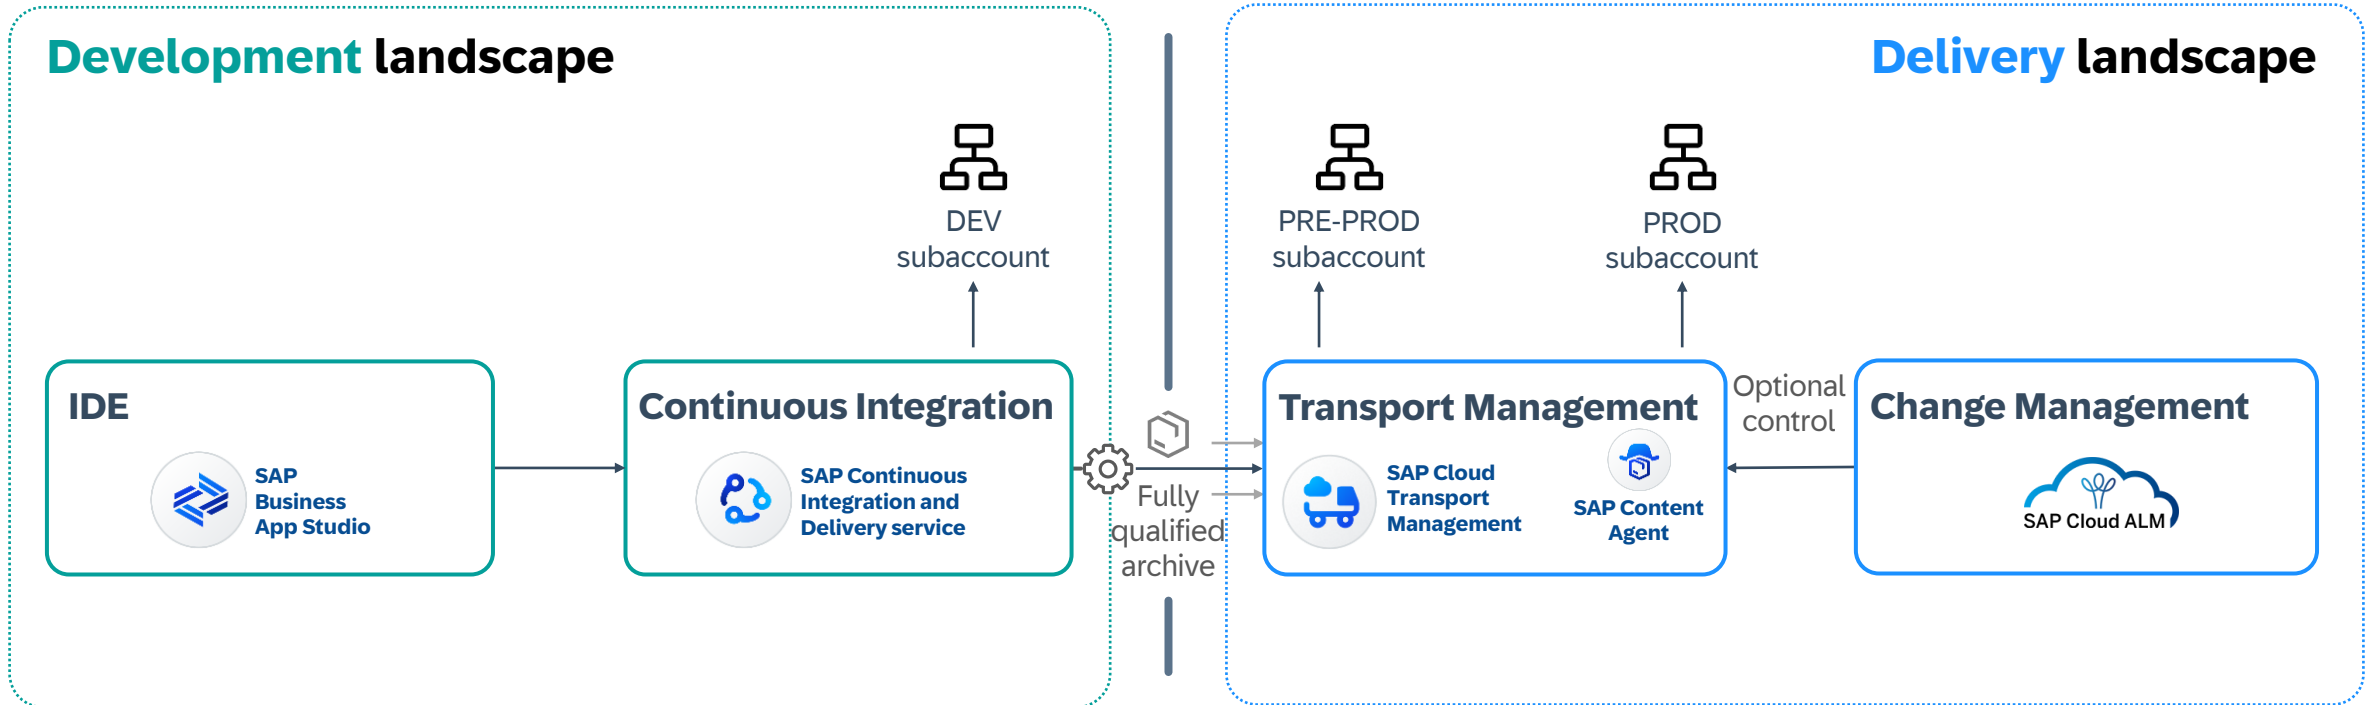 Development landscape
Delivery landscape
DEV
subaccount
PRE-PROD
subaccount
PROD
subaccount
IDE
SAP
Business
App Studio
Continuous Integration
SAP Continuous
Integration and
Delivery service
Fully
qualified
archive
Transport Management
SAP Cloud
Transport
Management
SAP Content
Agent
Optional
control
Change Management
SAP Cloud ALM